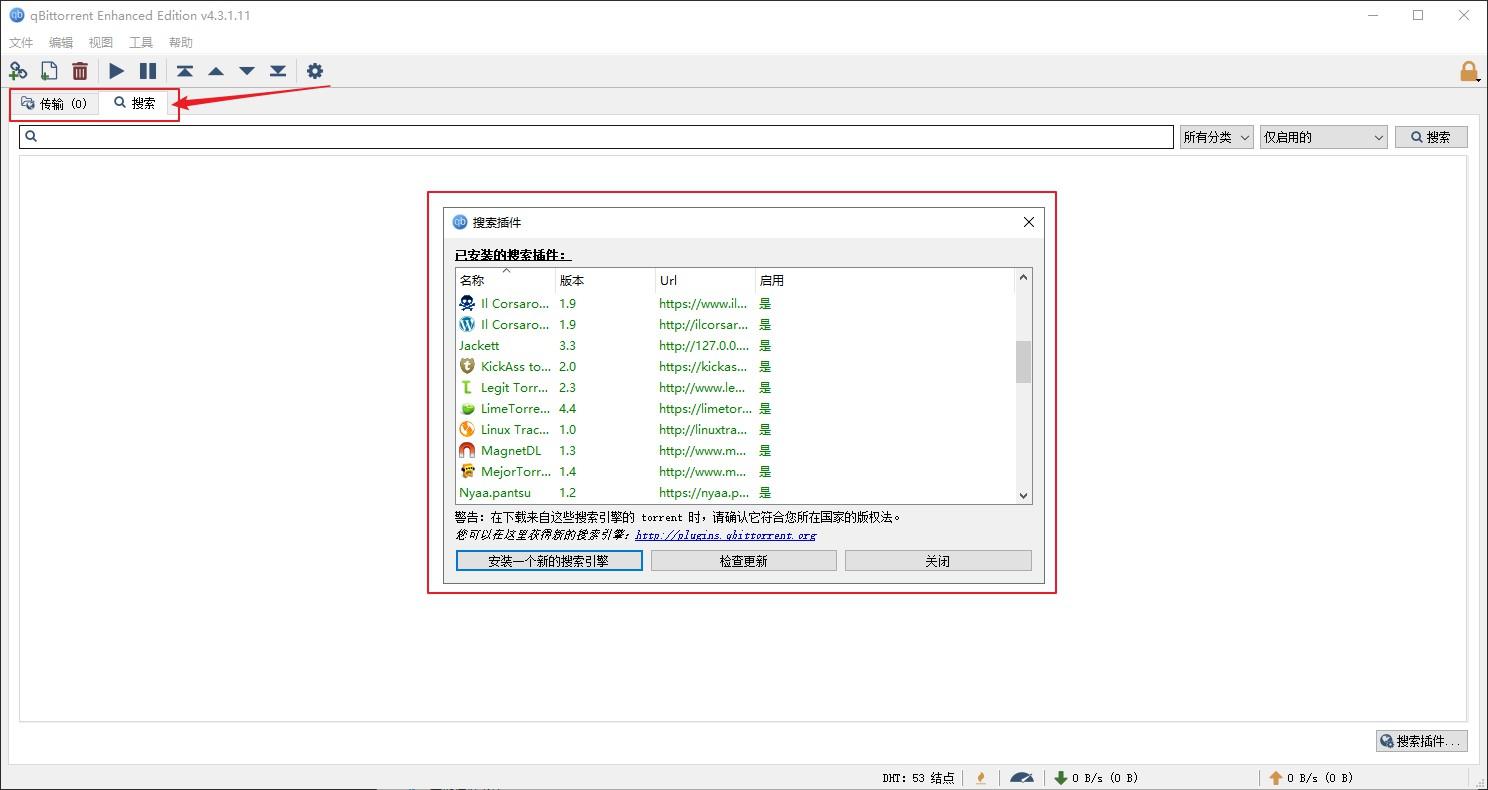 qBittorrent Enhanced Edition v4.3.1.11
文件 编辑 视图 工具 帮助
传输 (0) 搜索
所有分类 仅启用的 搜索
搜索插件
已安装的搜索插件：
名称 版本 Url 启用
Il Corsaro... 1.9 https://www.il... 是
Il Corsaro... 1.9 http://ilcorsar... 是
Jackett 3.3 http://127.0.0.... 是
KickAss to... 2.0 https://kickas... 是
Legit Torr... 2.3 http://www.le... 是
LimeTorre... 4.4 https://limetor... 是
Linux Trac... 1.0 http://linuxtra... 是
MagnetDL 1.3 http://www.m... 是
MejorTorr... 1.4 http://www.m... 是
Nyaa.pantsu 1.2 https://nyaa.p... 是
警告：在下载来自这些搜索引擎的 torrent 时，请确认它符合您所在国家的版权法。
您可以在这里获得新的搜索引擎：http://plugins.qbittorrent.org
安装一个新的搜索引擎 检查更新 关闭
搜索插件...
DHT: 53 结点 0 B/s (0 B) 0 B/s (0 B)